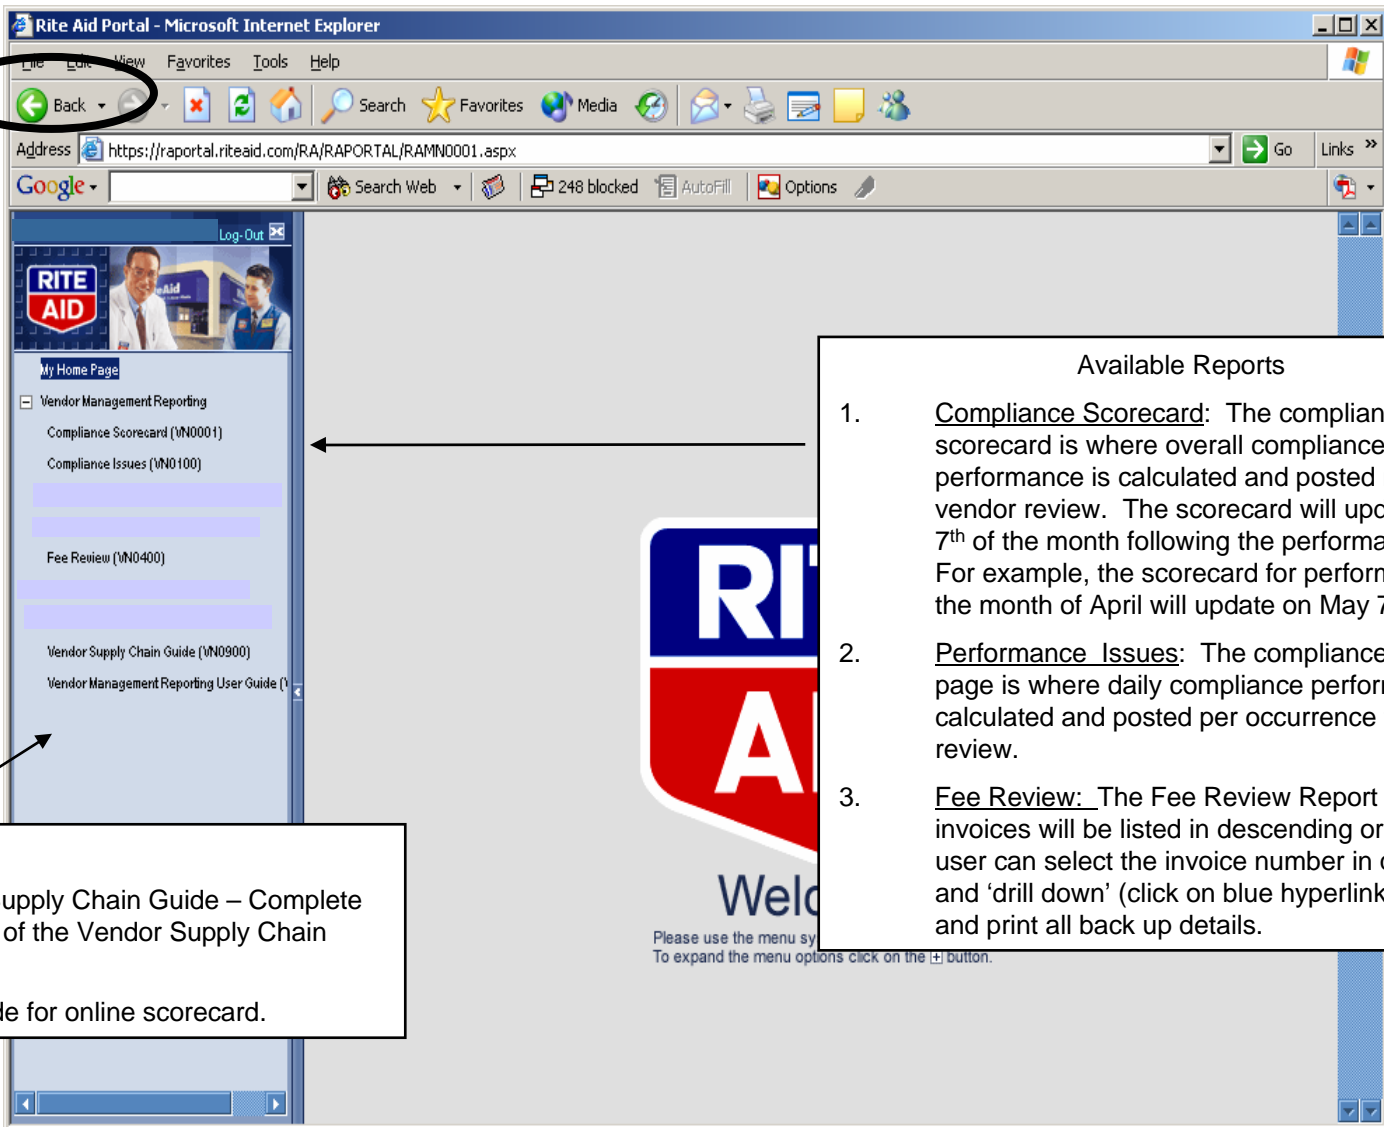 Rite Aid Portal - Microsoft Internet Explorer
File Edit View Favorites Tools Help
Back Search Favorites Media
Address https://raportal.riteaid.com/RA/RAPORTAL/RAMN0001.aspx Go Links »
Google Search Web 248 blocked AutoFill Options
Log-Out
RITE
AID
My Home Page
Vendor Management Reporting
Compliance Scorecard (VN0001)
Compliance Issues (VN0100)
Fee Review (VN0400)
Vendor Supply Chain Guide (VN0900)
Vendor Management Reporting User Guide (V
Available Reports
1. Compliance Scorecard: The complian
scorecard is where overall compliance
performance is calculated and posted
vendor review. The scorecard will upd
7th of the month following the performa
For example, the scorecard for perform
the month of April will update on May 7
2. Performance Issues: The compliance
page is where daily compliance perforr
calculated and posted per occurrence
review.
3. Fee Review: The Fee Review Report
invoices will be listed in descending or
user can select the invoice number in
and ‘drill down’ (click on blue hyperlink
and print all back up details.
RI
A
Welc
Please use the menu sy
To expand the menu options click on the + button.
upply Chain Guide – Complete
of the Vendor Supply Chain
de for online scorecard.